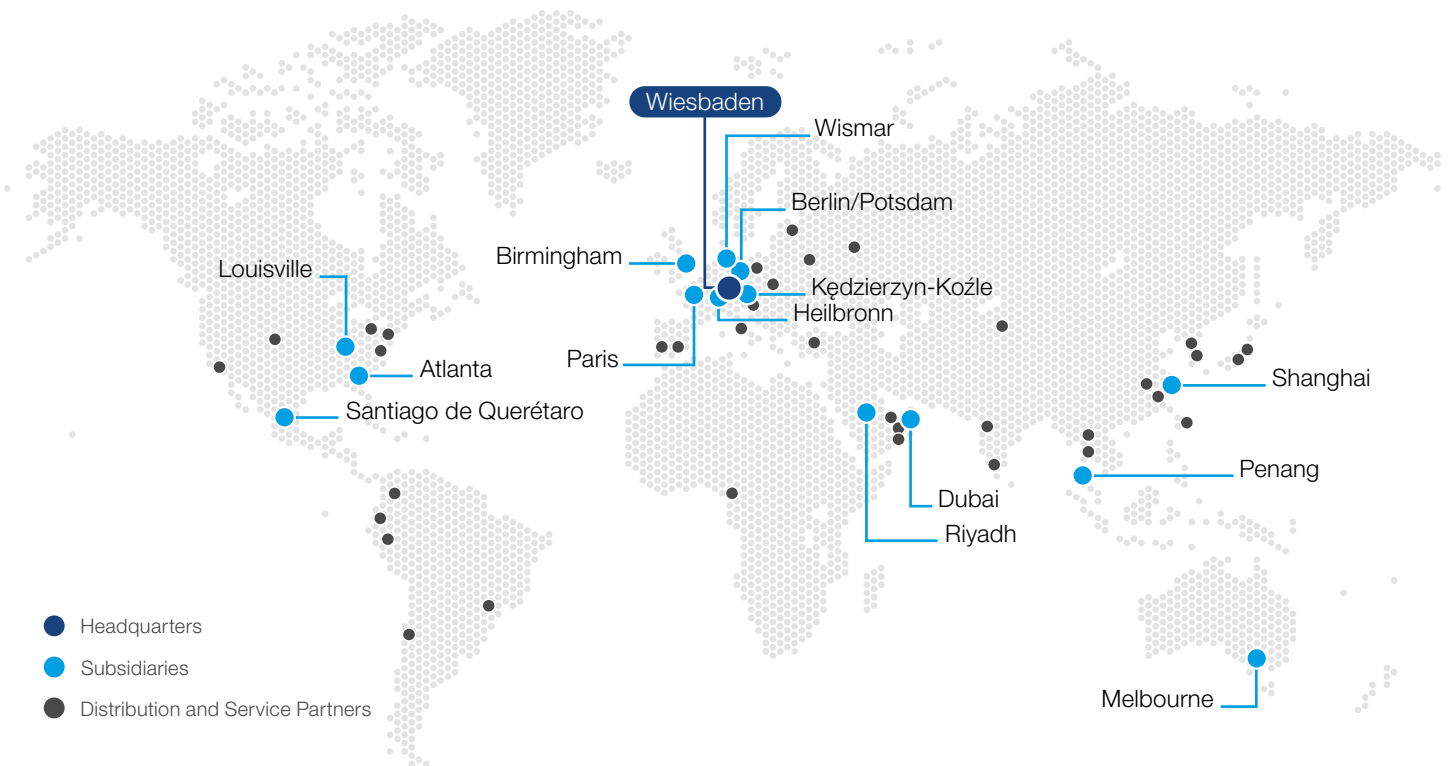 Wiesbaden
Wismar
Berlin/Potsdam
Birmingham
Louisville
Kędzierzyn-Koźle
Heilbronn
Paris
Atlanta
Shanghai
Santiago de Querétaro
Penang
Dubai
Riyadh
Headquarters
Subsidiaries
Melbourne
Distribution and Service Partners